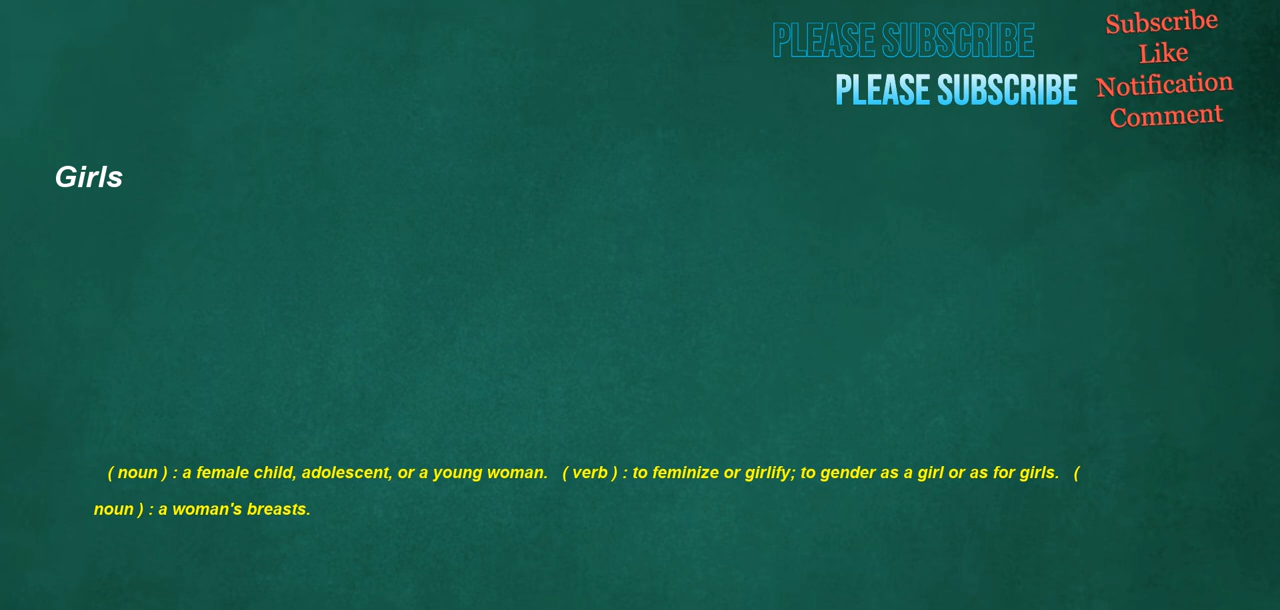 PLEASE SUBSCRIBE
PLEASE SUBSCRIBE
Subscribe
Like
Notification
Comment
Girls
( noun ) : a female child, adolescent, or a young woman. ( verb ) : to feminize or girlify; to gender as a girl or as for girls. (
noun ) : a woman's breasts.